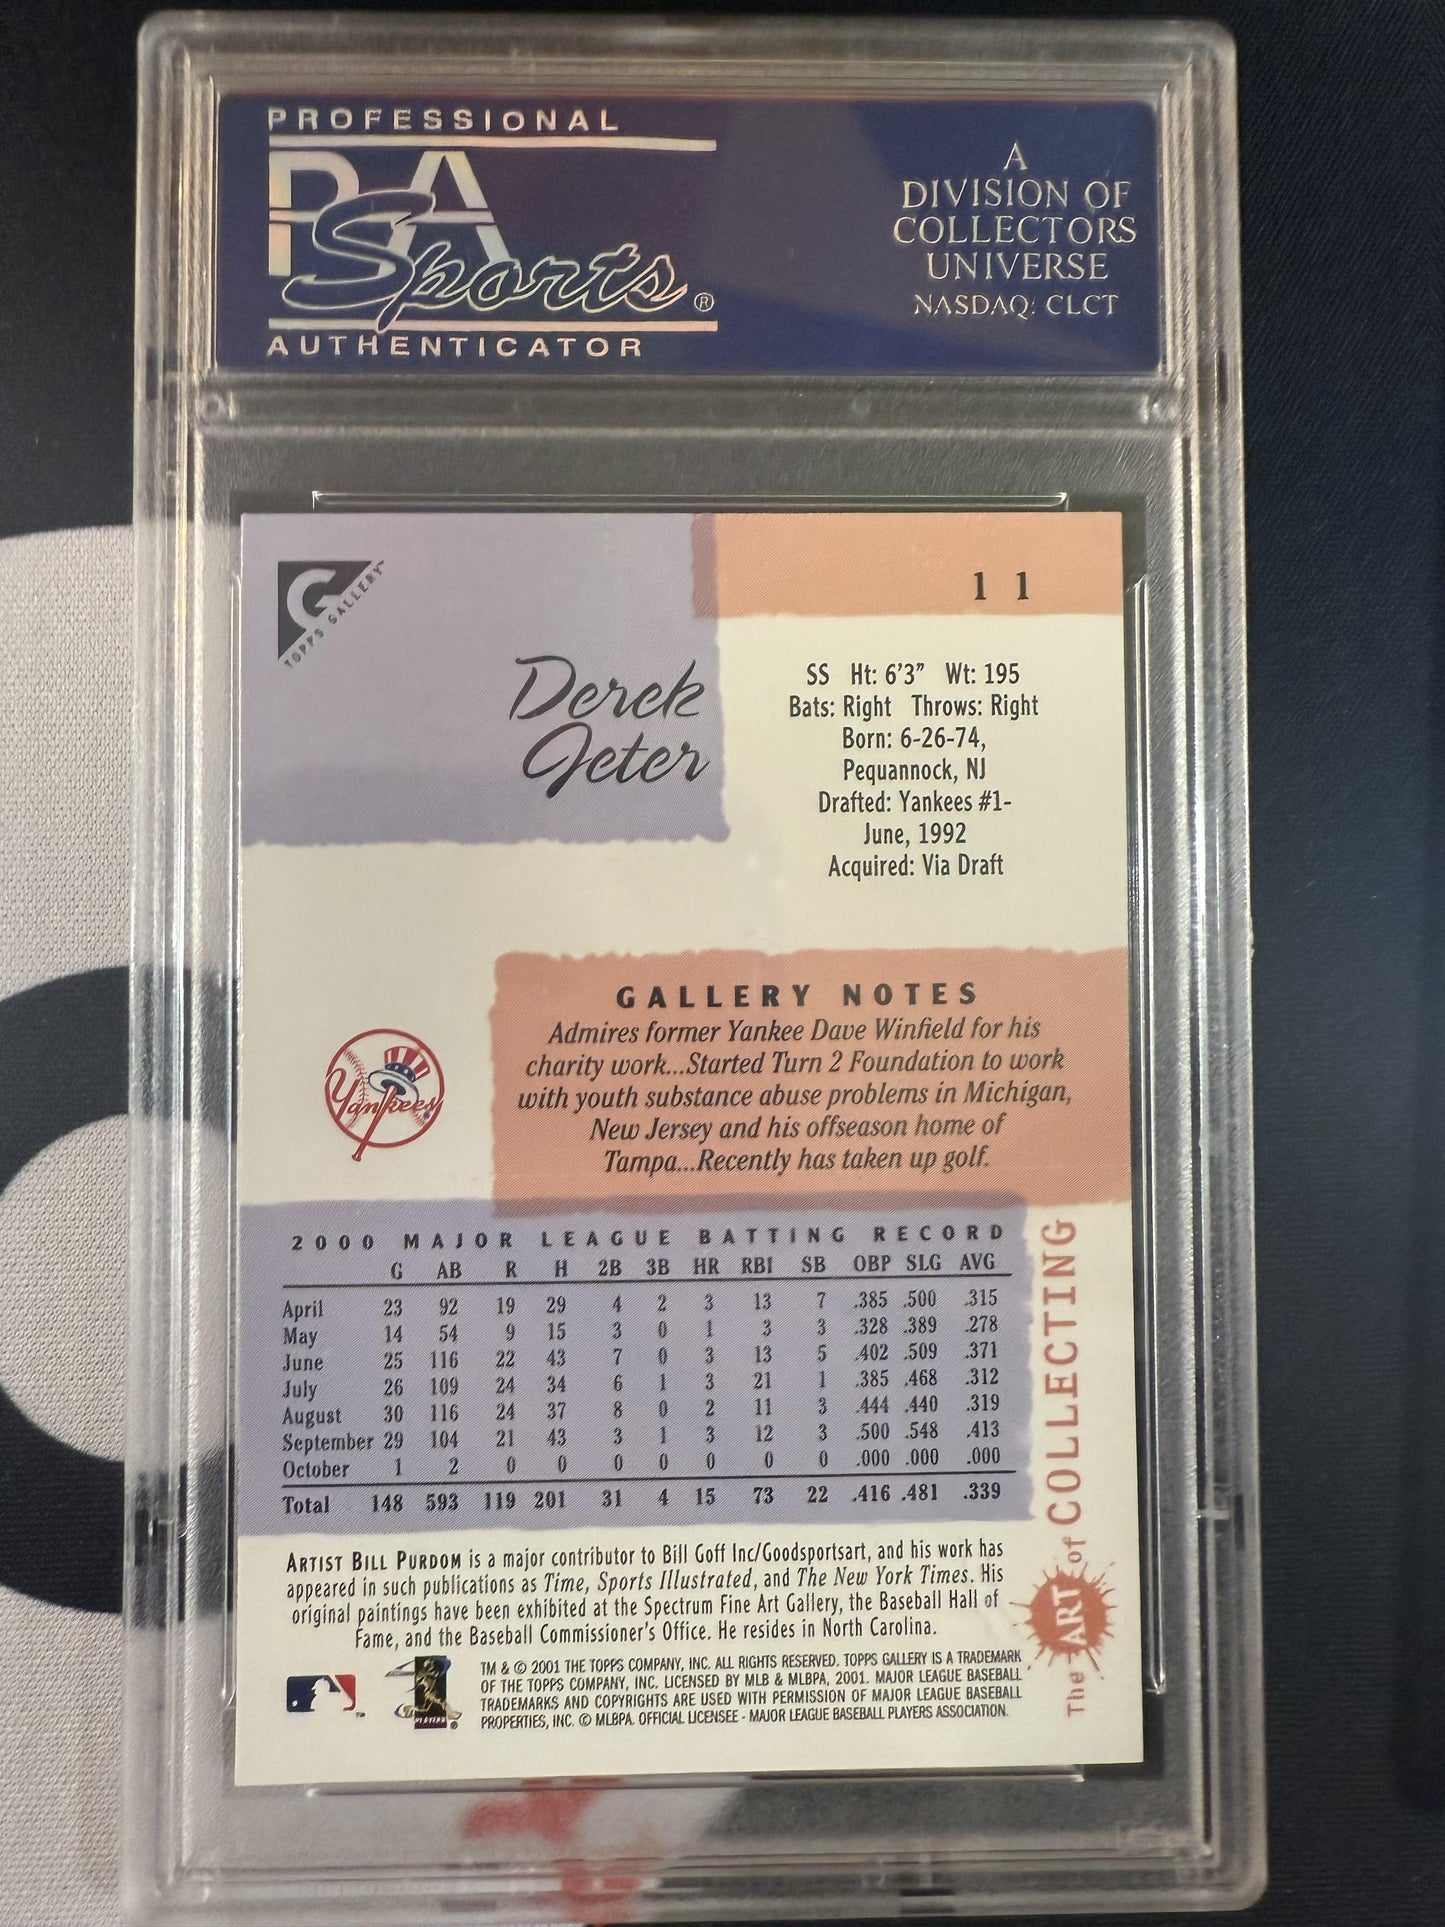 PROFESSIONAL
PSA
Sports®
AUTHENTICATOR
A
DIVISION OF
COLLECTORS
UNIVERSE
NASDAQ: CLCT
G
TOPPS GALLERY™
11
Derek
Jeter
SS Ht: 6'3" Wt: 195
Bats: Right Throws: Right
Born: 6-26-74,
Pequannock, NJ
Drafted: Yankees #1-
June, 1992
Acquired: Via Draft
Yankees
GALLERY NOTES
Admires former Yankee Dave Winfield for his
charity work...Started Turn 2 Foundation to work
with youth substance abuse problems in Michigan,
New Jersey and his offseason home of
Tampa...Recently has taken up golf.
2000 MAJOR LEAGUE BATTING RECORD
G AB R H 2B 3B HR RBI SB OBP SLG AVG
April 23 92 19 29 4 2 3 13 7 .385 .500 .315
May 14 54 9 15 3 0 1 3 3 .328 .389 .278
June 25 116 22 43 7 0 3 13 5 .402 .509 .371
July 26 109 24 34 6 1 3 21 1 .385 .468 .312
August 30 116 24 37 8 0 2 11 3 .444 .440 .319
September 29 104 21 43 3 1 3 12 3 .500 .548 .413
October 1 2 0 0 0 0 0 0 0 .000 .000 .000
Total 148 593 119 201 31 4 15 73 22 .416 .481 .339
The ART of COLLECTING
ARTIST BILL PURDOM is a major contributor to Bill Goff Inc/Goodsportsart, and his work has
appeared in such publications as Time, Sports Illustrated, and The New York Times. His
original paintings have been exhibited at the Spectrum Fine Art Gallery, the Baseball Hall of
Fame, and the Baseball Commissioner's Office. He resides in North Carolina.
TM & © 2001 THE TOPPS COMPANY, INC. ALL RIGHTS RESERVED. TOPPS GALLERY IS A TRADEMARK
OF THE TOPPS COMPANY, INC. LICENSED BY MLB & MLBPA, 2001. MAJOR LEAGUE BASEBALL
TRADEMARKS AND COPYRIGHTS ARE USED WITH PERMISSION OF MAJOR LEAGUE BASEBALL
PROPERTIES, INC. © MLBPA. OFFICIAL LICENSEE - MAJOR LEAGUE BASEBALL PLAYERS ASSOCIATION.